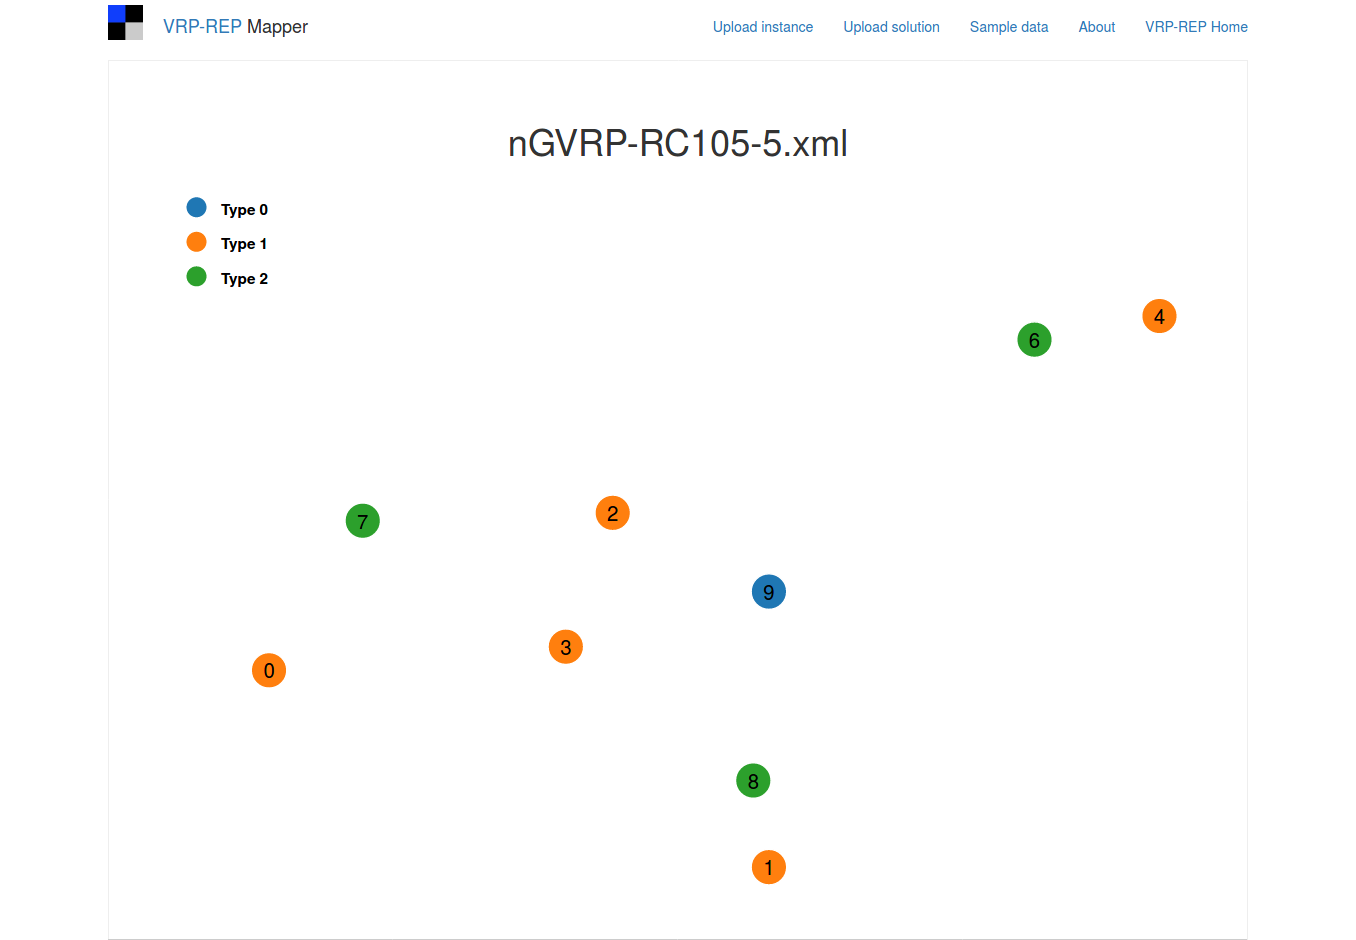 VRP-REP Mapper
Upload instance
Upload solution
Sample data
About
VRP-REP Home
nGVRP-RC105-5.xml
Type 0
Type 1
Type 2
4
6
2
7
9
3
0
8
1